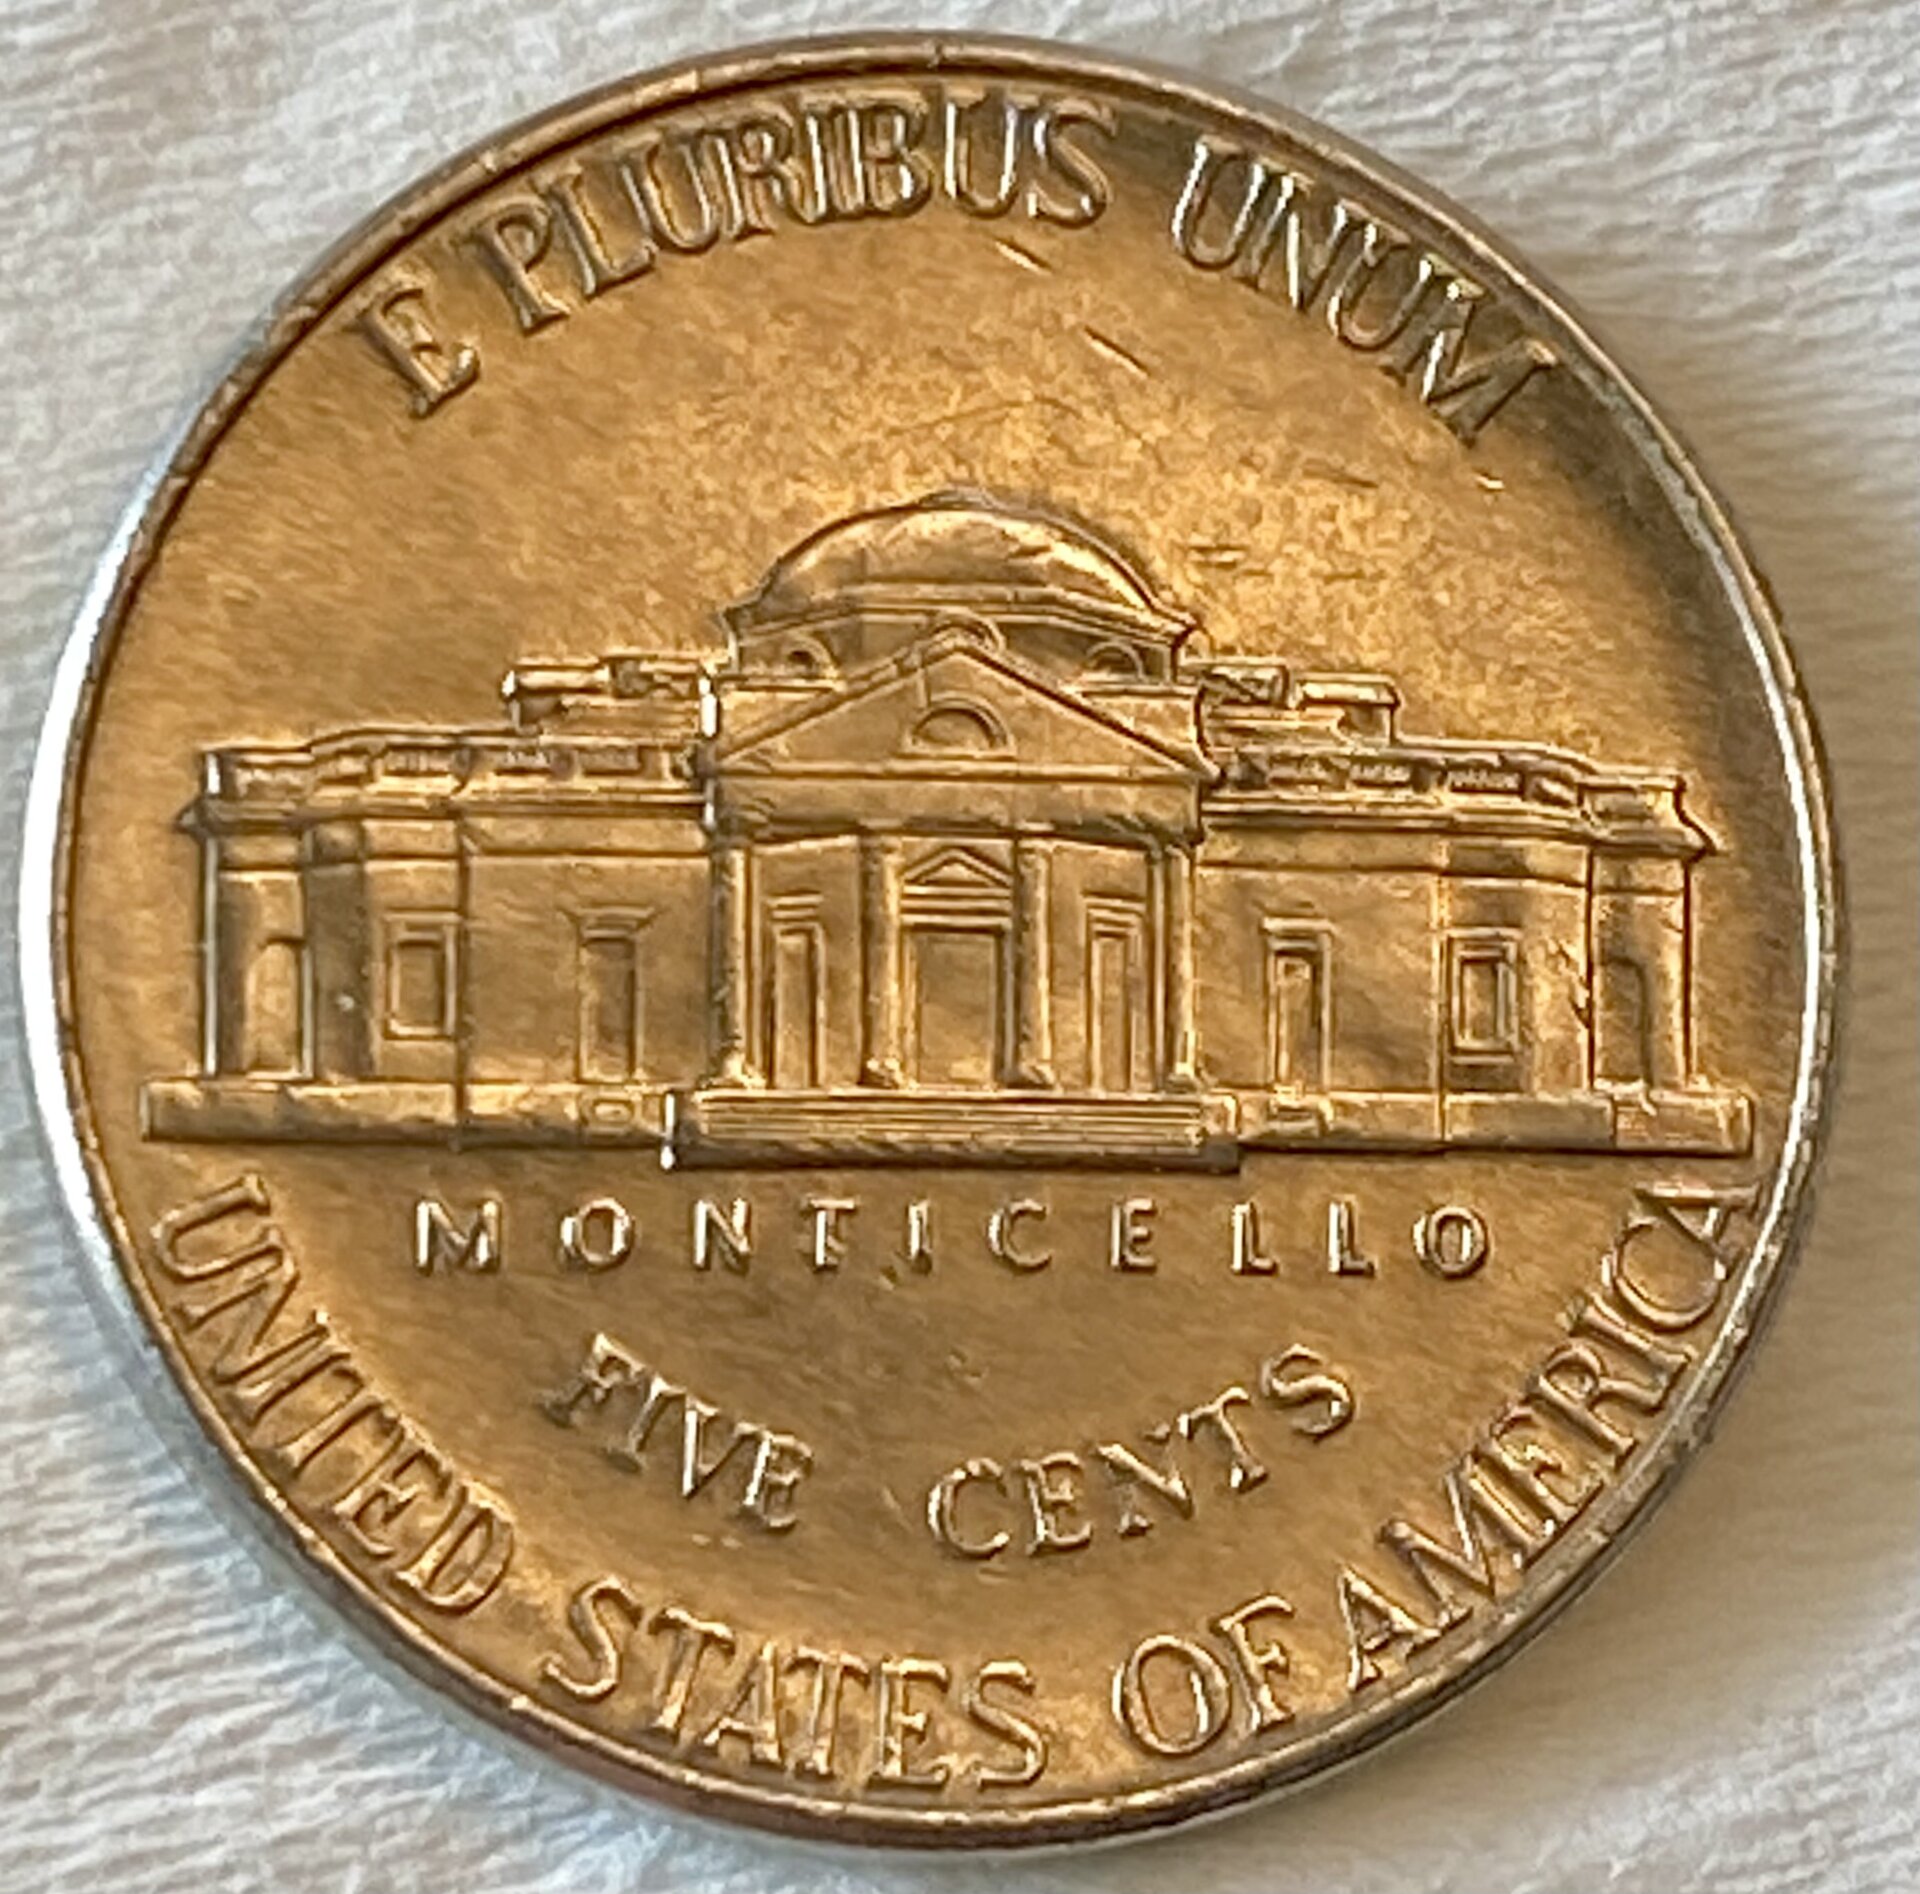 E PLURIBUS UNUM
MONTICELLO
FIVE CENTS
UNITED STATES OF AMERICA